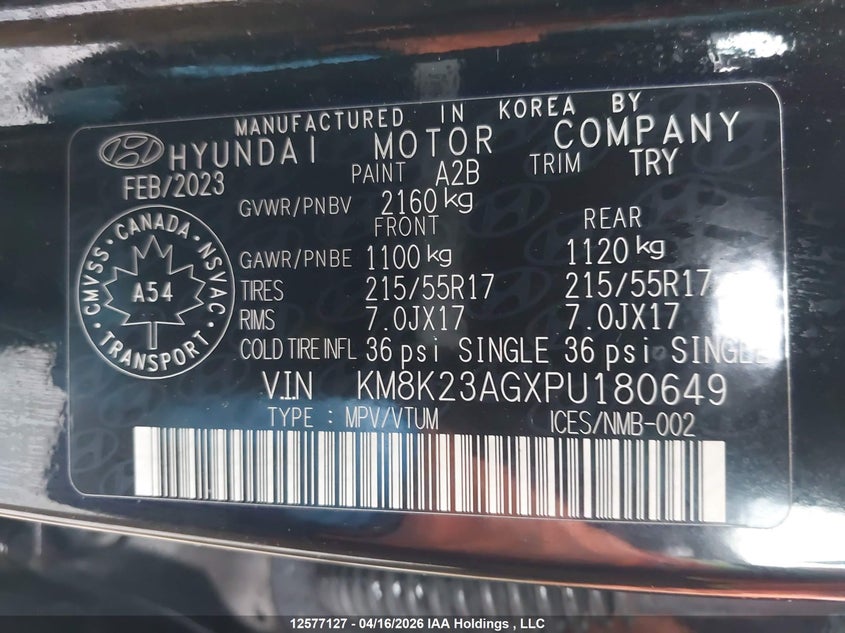 MANUFACTURED IN KOREA BY
HYUNDAI MOTOR COMPANY
FEB/2023 PAINT A2B TRIM TRY
GVWR/PNBV 2160 kg
FRONT REAR
GAWR/PNBE 1100 kg 1120 kg
TIRES 215/55R17 215/55R17
RIMS 7.0JX17 7.0JX17
COLD TIRE INFL 36 psi SINGLE 36 psi SINGLE
CMVSS · CANADA · NSVAC
A54
TRANSPORT
VIN KM8K23AGXPU180649
TYPE : MPV/VTUM ICES/NMB-002
12577127 - 04/16/2026 IAA Holdings , LLC